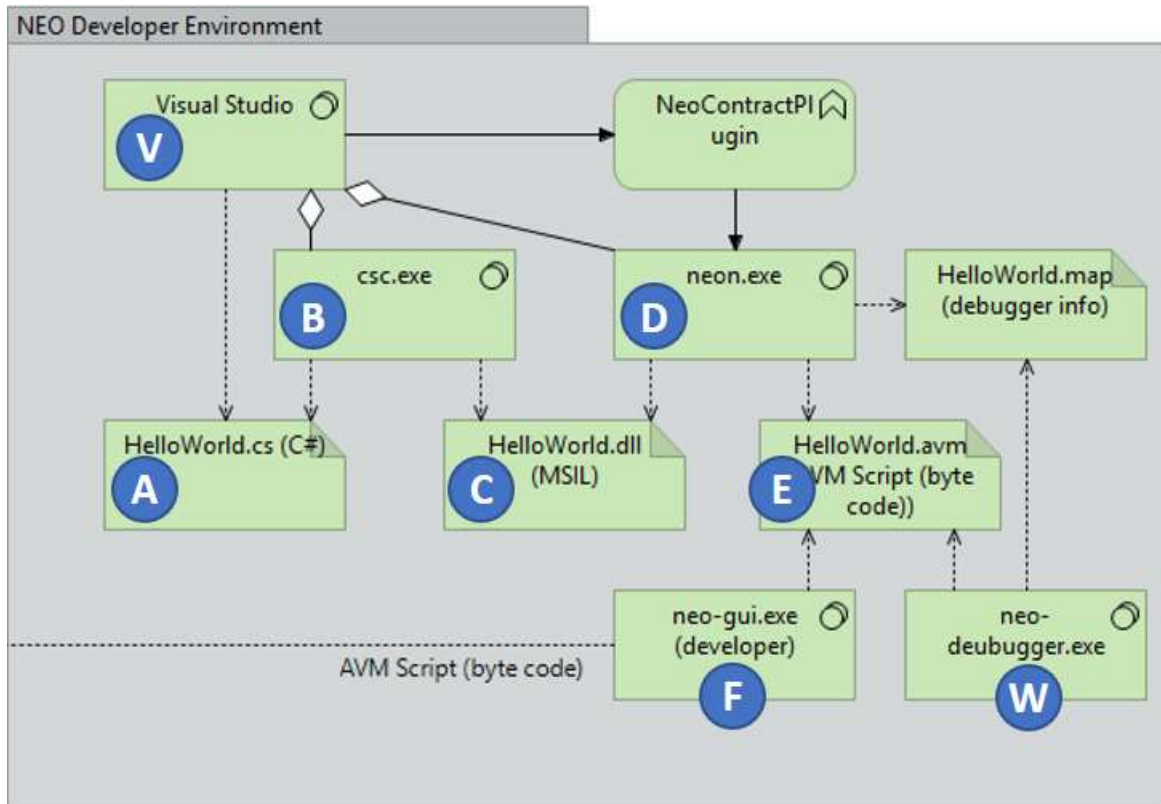 NEO Developer Environment
Visual Studio
V
NeoContractPl
ugin
csc.exe
B
neon.exe
D
HelloWorld.map
(debugger info)
HelloWorld.cs (C#)
A
HelloWorld.dll
(MSIL)
C
HelloWorld.avm
VM Script (byte
code))
E
neo-gui.exe
(developer)
F
neo-
deubugger.exe
W
AVM Script (byte code)